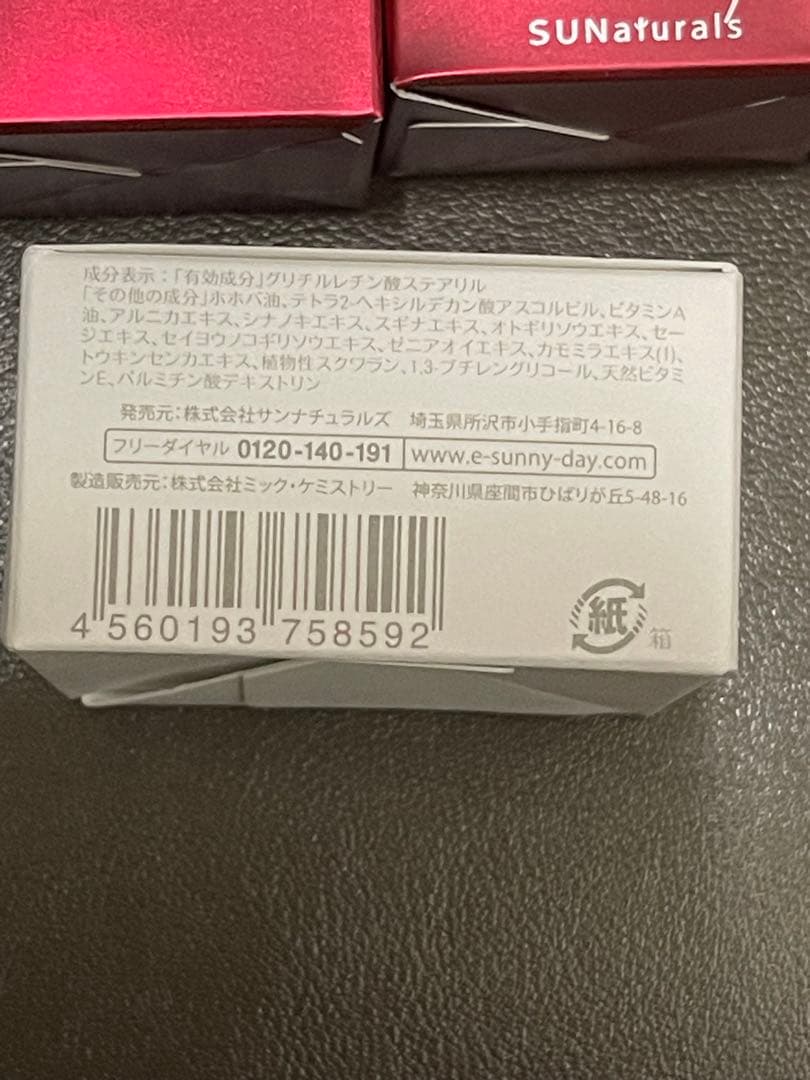 SUNaturals
成分表示:「有効成分」グリチルレチン酸ステアリル
「その他の成分」ホホバ油、テトラ2-ヘキシルデカン酸アスコルビル、ビタミンA
油、アルニカエキス、シナノキエキス、スギナエキス、オトギリソウエキス、セー
ジエキス、セイヨウノコギリソウエキス、ゼニアオイエキス、カモミラエキス(1)、
トウキンセンカエキス、植物性スクワラン、1,3-ブチレングリコール、天然ビタミ
ンE、パルミチン酸デキストリン
発売元:株式会社サンナチュラルズ 埼玉県所沢市小手指町4-16-8
フリーダイヤル 0120-140-191 www.e-sunny-day.com
製造販売元:株式会社ミック・ケミストリー 神奈川県座間市ひばりが丘5-48-16
4 560193 758592
紙 箱